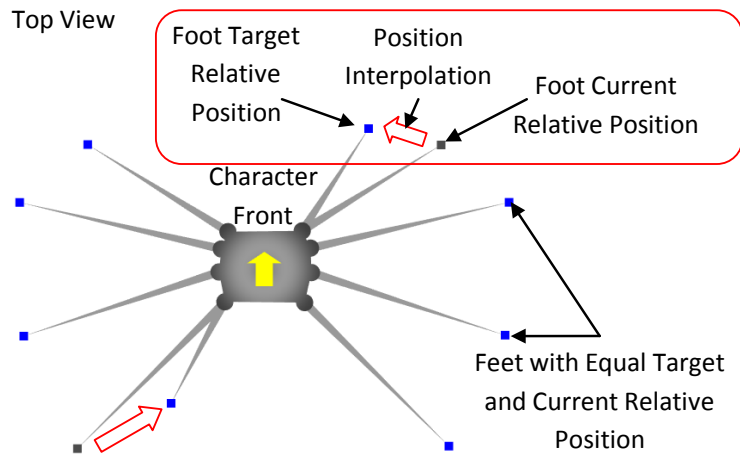 Top View
Foot Target
Relative
Position
Position
Interpolation
Foot Current
Relative Position
Character
Front
Feet with Equal Target
and Current Relative
Position